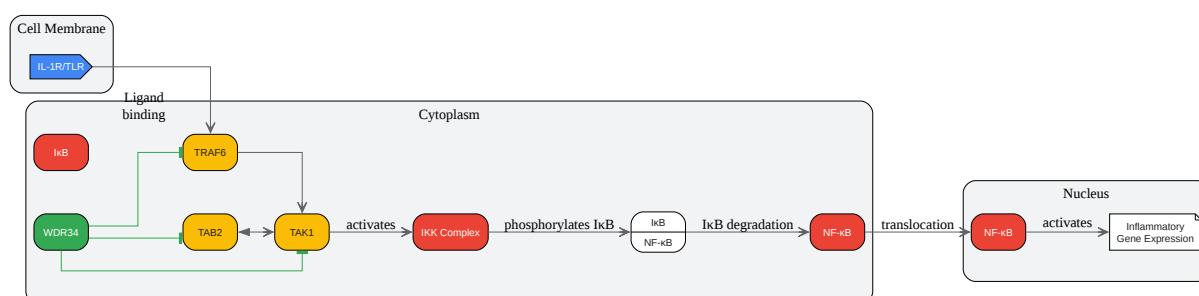 Cell Membrane
IL-1R/TLR
Ligand
binding
Cytoplasm
IκB
TRAF6
WDR34
TAB2
TAK1
activates
IKK Complex
phosphorylates IκB
IκB
NF-κB
IκB degradation
NF-κB
translocation
Nucleus
NF-κB
activates
Inflammatory
Gene Expression